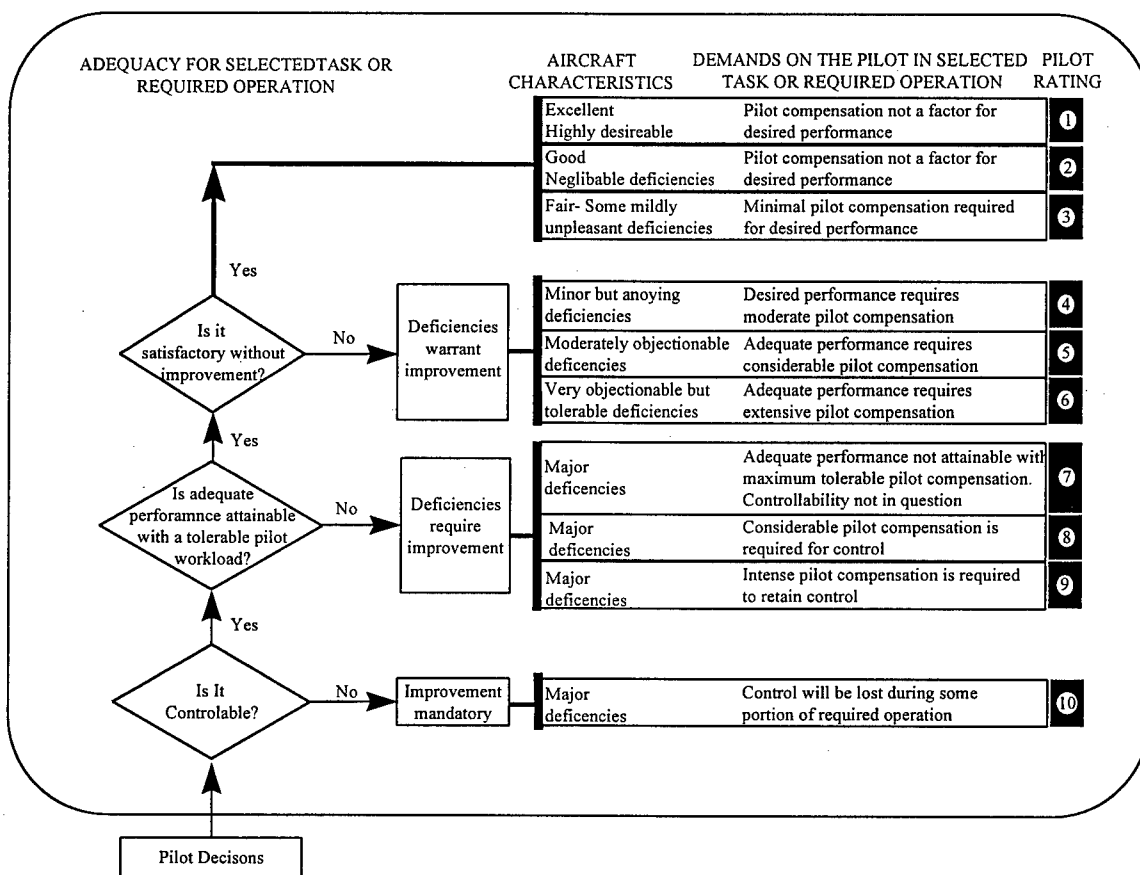 ADEQUACY FOR SELECTEDTASK OR
REQUIRED OPERATION
AIRCRAFT
CHARACTERISTICS
DEMANDS ON THE PILOT IN SELECTED
TASK OR REQUIRED OPERATION
PILOT
RATING
Excellent
Highly desireable
Pilot compensation not a factor for
desired performance
1
Good
Neglibable deficiencies
Pilot compensation not a factor for
desired performance
2
Fair- Some mildly
unpleasant deficiencies
Minimal pilot compensation required
for desired performance
3
Yes
Is it
satisfactory without
improvement?
No
Deficiencies
warrant
improvement
Minor but anoying
deficiencies
Desired performance requires
moderate pilot compensation
4
Moderately objectionable
deficencies
Adequate performance requires
considerable pilot compensation
5
Very objectionable but
tolerable deficiencies
Adequate performance requires
extensive pilot compensation
6
Yes
Is adequate
perforamnce attainable
with a tolerable pilot
workload?
No
Deficiencies
require
improvement
Major
deficencies
Adequate performance not attainable with
maximum tolerable pilot compensation.
Controllability not in question
7
Major
deficencies
Considerable pilot compensation is
required for control
8
Major
deficencies
Intense pilot compensation is required
to retain control
9
Yes
Is It
Controlable?
No
Improvement
mandatory
Major
deficencies
Control will be lost during some
portion of required operation
10
Pilot Decisons